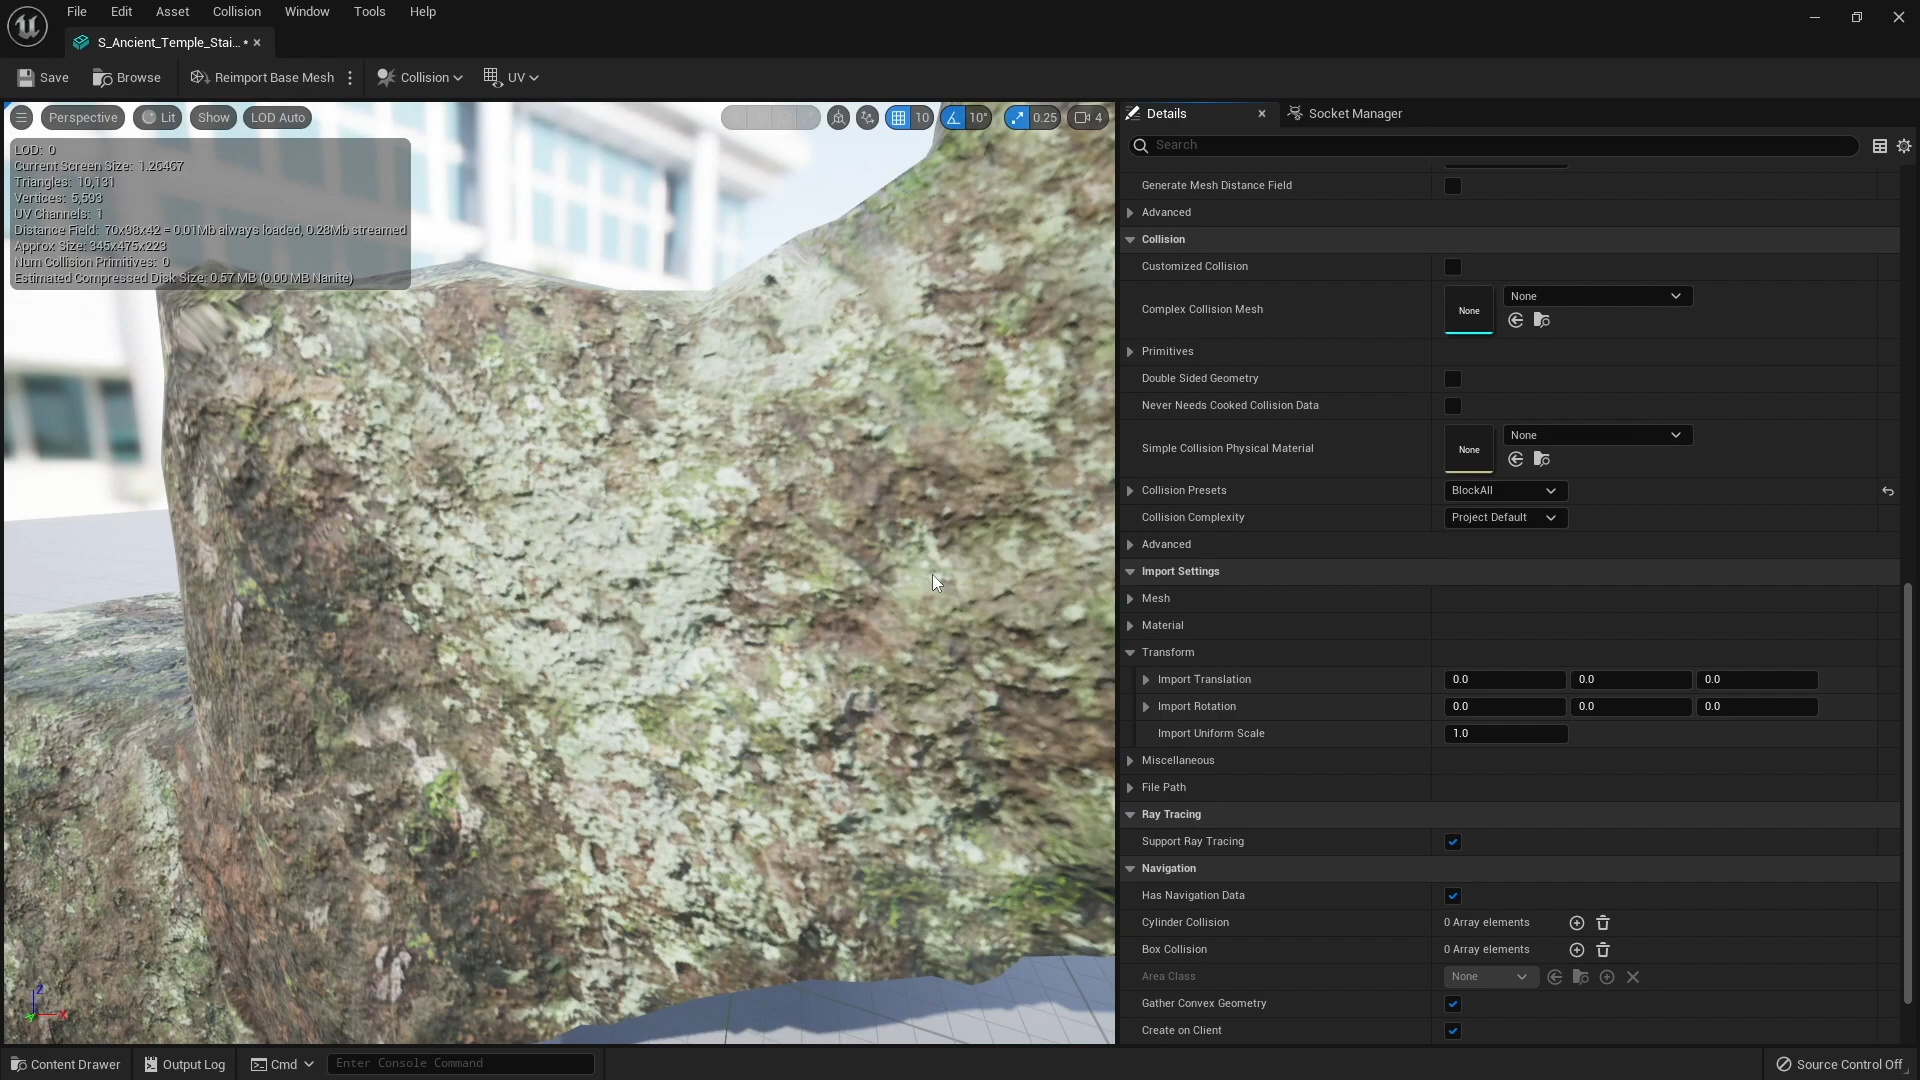 File Edit Asset Collision Window Tools Help
S_Ancient_Temple_Stai... •
Save Browse Reimport Base Mesh Collision UV
Perspective Lit Show LOD Auto 10 10° 0.25 4
LOD: 0
Current Screen Size: 1.26467
Triangles: 10,131
Vertices: 5,593
UV Channels: 1
Distance Field: 70x98x42 = 0.01Mb always loaded, 0.28Mb streamed
Approx Size: 345x475x223
Num Collision Primitives: 0
Estimated Compressed Disk Size: 0.57 MB (0.00 MB Nanite)
Z
X
Y
Details Socket Manager
Search
Generate Mesh Distance Field
Advanced
Collision
Customized Collision
Complex Collision Mesh None None
Primitives
Double Sided Geometry
Never Needs Cooked Collision Data
Simple Collision Physical Material None None
Collision Presets BlockAll
Collision Complexity Project Default
Advanced
Import Settings
Mesh
Material
Transform
Import Translation 0.0 0.0 0.0
Import Rotation 0.0 0.0 0.0
Import Uniform Scale 1.0
Miscellaneous
File Path
Ray Tracing
Support Ray Tracing
Navigation
Has Navigation Data
Cylinder Collision 0 Array elements
Box Collision 0 Array elements
Area Class None
Gather Convex Geometry
Create on Client
Content Drawer Output Log Cmd Enter Console Command Source Control Off